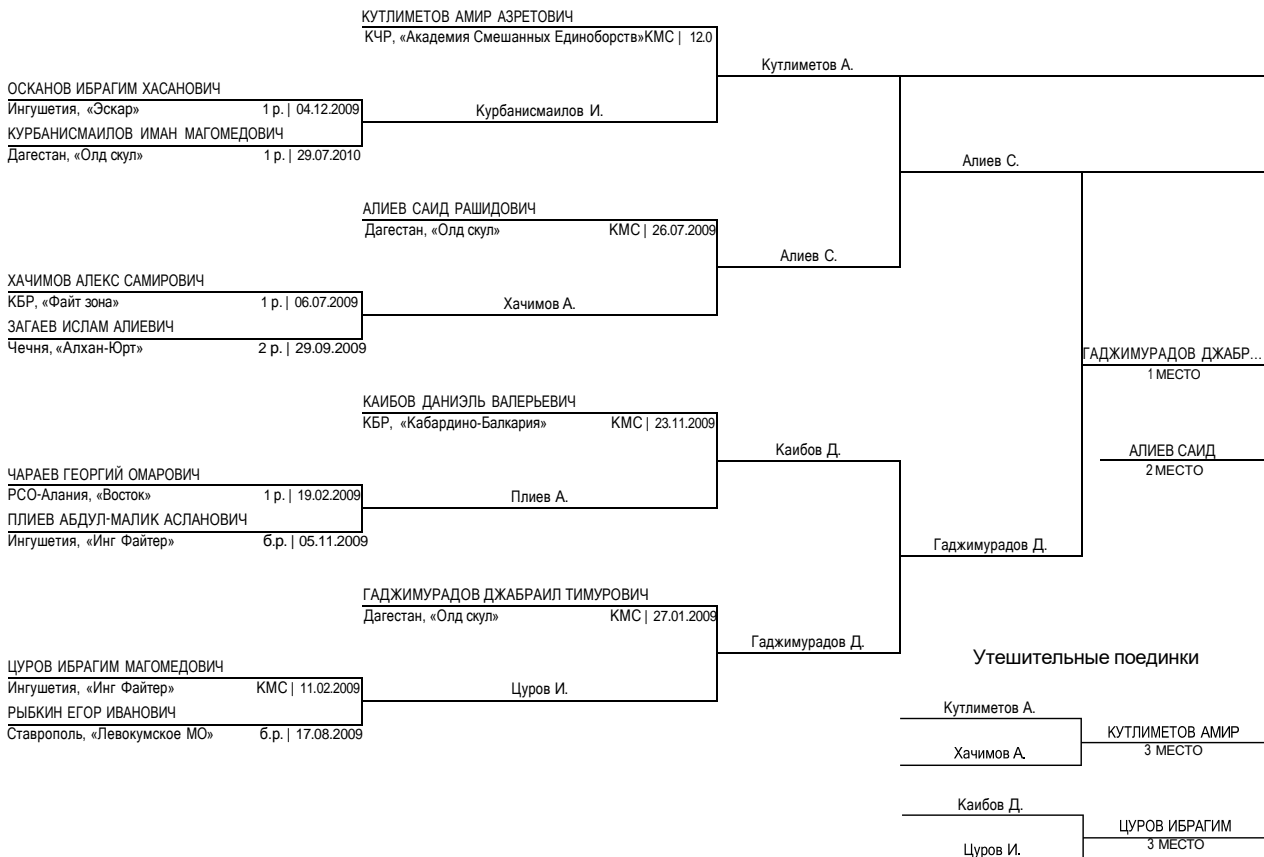 КУТЛИМЕТОВ АМИР АЗРЕТОВИЧ
КЧР, «Академия Смешанных Единоборств»КМС | 12.0
Кутлиметов А.
ОСКАНОВ ИБРАГИМ ХАСАНОВИЧ
Ингушетия, «Эскар» 1 р. | 04.12.2009
Курбанисмаилов И.
КУРБАНИСМАИЛОВ ИМАН МАГОМЕДОВИЧ
Дагестан, «Олд скул» 1 р. | 29.07.2010
Алиев С.
АЛИЕВ САИД РАШИДОВИЧ
Дагестан, «Олд скул» КМС | 26.07.2009
Алиев С.
ХАЧИМОВ АЛЕКС САМИРОВИЧ
КБР, «Файт зона» 1 р. | 06.07.2009
Хачимов А.
ЗАГАЕВ ИСЛАМ АЛИЕВИЧ
Чечня, «Алхан-Юрт» 2 р. | 29.09.2009
ГАДЖИМУРАДОВ ДЖАБР...
1 МЕСТО
КАИБОВ ДАНИЭЛЬ ВАЛЕРЬЕВИЧ
КБР, «Кабардино-Балкария» КМС | 23.11.2009
Каибов Д.
АЛИЕВ САИД
2 МЕСТО
ЧАРАЕВ ГЕОРГИЙ ОМАРОВИЧ
РСО-Алания, «Восток» 1 р. | 19.02.2009
Плиев А.
ПЛИЕВ АБДУЛ-МАЛИК АСЛАНОВИЧ
Ингушетия, «Инг Файтер» б.р. | 05.11.2009
Гаджимурадов Д.
ГАДЖИМУРАДОВ ДЖАБРАИЛ ТИМУРОВИЧ
Дагестан, «Олд скул» КМС | 27.01.2009
Гаджимурадов Д.
ЦУРОВ ИБРАГИМ МАГОМЕДОВИЧ
Ингушетия, «Инг Файтер» КМС | 11.02.2009
Цуров И.
РЫБКИН ЕГОР ИВАНОВИЧ
Ставрополь, «Левокумское МО» б.р. | 17.08.2009
Утешительные поединки
Кутлиметов А.
КУТЛИМЕТОВ АМИР
3 МЕСТО
Хачимов А.
Каибов Д.
ЦУРОВ ИБРАГИМ
3 МЕСТО
Цуров И.